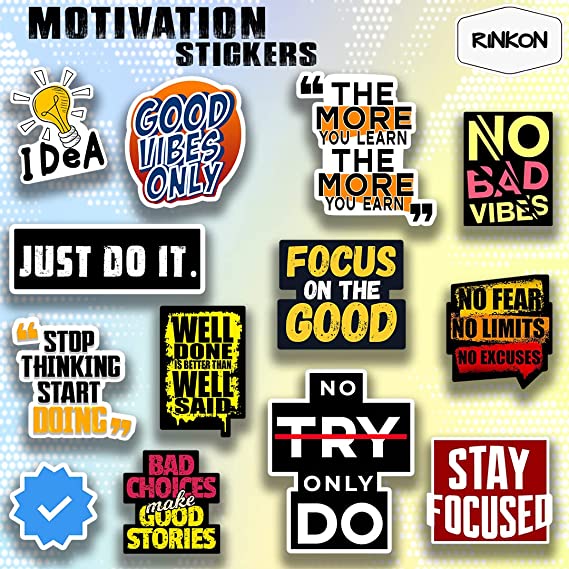 MOTIVATION
STICKERS
RINKON
IDeA
GOOD
VIBES
ONLY
“THE
MORE
YOU LEARN
THE
MORE
YOU EARN”
NO
BAD
VIBES
JUST DO IT.
FOCUS
ON THE
GOOD
NO FEAR
NO LIMITS
NO EXCUSES
“STOP
THINKING
START
DOING”
WELL
DONE
IS BETTER THAN
WELL
SAID
NO
TRY
ONLY
DO
BAD
CHOICES
make
GOOD
STORIES
STAY
FOCUSED